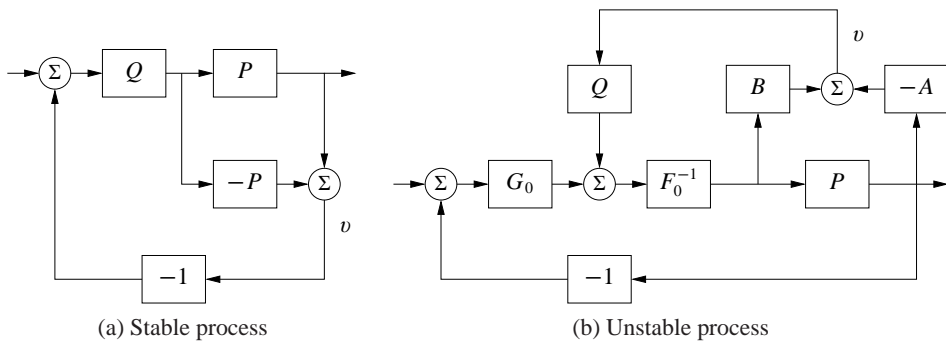 Σ Q P
−P Σ
υ
−1
(a) Stable process
υ
Q B Σ −A
Σ G₀ Σ F₀⁻¹ P
−1
(b) Unstable process